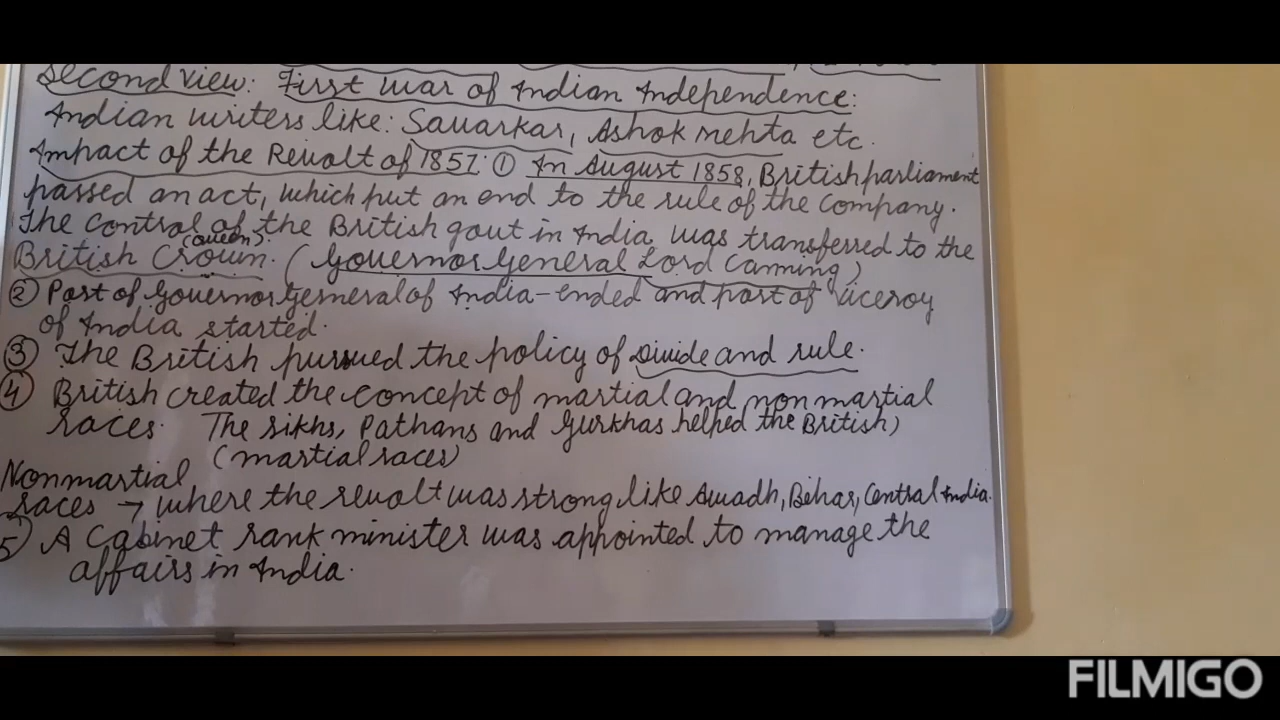 Second view: First war of Indian Independence:
Indian writers like: Savarkar, Ashok mehta etc.
Impact of the Revolt of 1857: ① In August 1858, British parliament
passed an act, which put an end to the rule of the Company.
The control of the British govt in India was transferred to the
(Queen).
British Crown. (Governor General Lord Canning)
② Post of Governor General of India - ended and post of viceroy
of India started.
③ The British pursued the policy of Divide and rule.
④ British created the concept of martial and non martial
races. The sikhs, Pathans and Gurkhas helped the British)
(martial races)
Nonmartial
races → where the revolt was strong like Awadh, Bihar, Central India.
5) A Cabinet rank minister was appointed to manage the
affairs in India.
FILMIGO